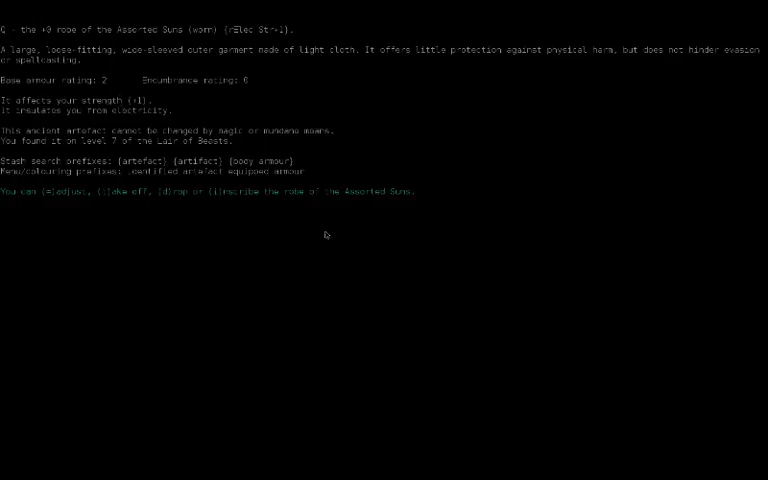 Q - the +0 robe of the Assorted Suns (worn) {rElec Str+1}.
A large, loose-fitting, wide-sleeved outer garment made of light cloth. It offers little protection against physical harm, but does not hinder evasion
or spellcasting.
Base armour rating: 2 Encumbrance rating: 0
It affects your strength (+1).
It insulates you from electricity.
This ancient artefact cannot be changed by magic or mundane means.
You found it on level 7 of the Lair of Beasts.
Stash search prefixes: {artefact} {artifact} {body armour}
Menu/colouring prefixes: identified artefact equipped armour
You can (=)adjust, (t)ake off, (d)rop or (i)nscribe the robe of the Assorted Suns.